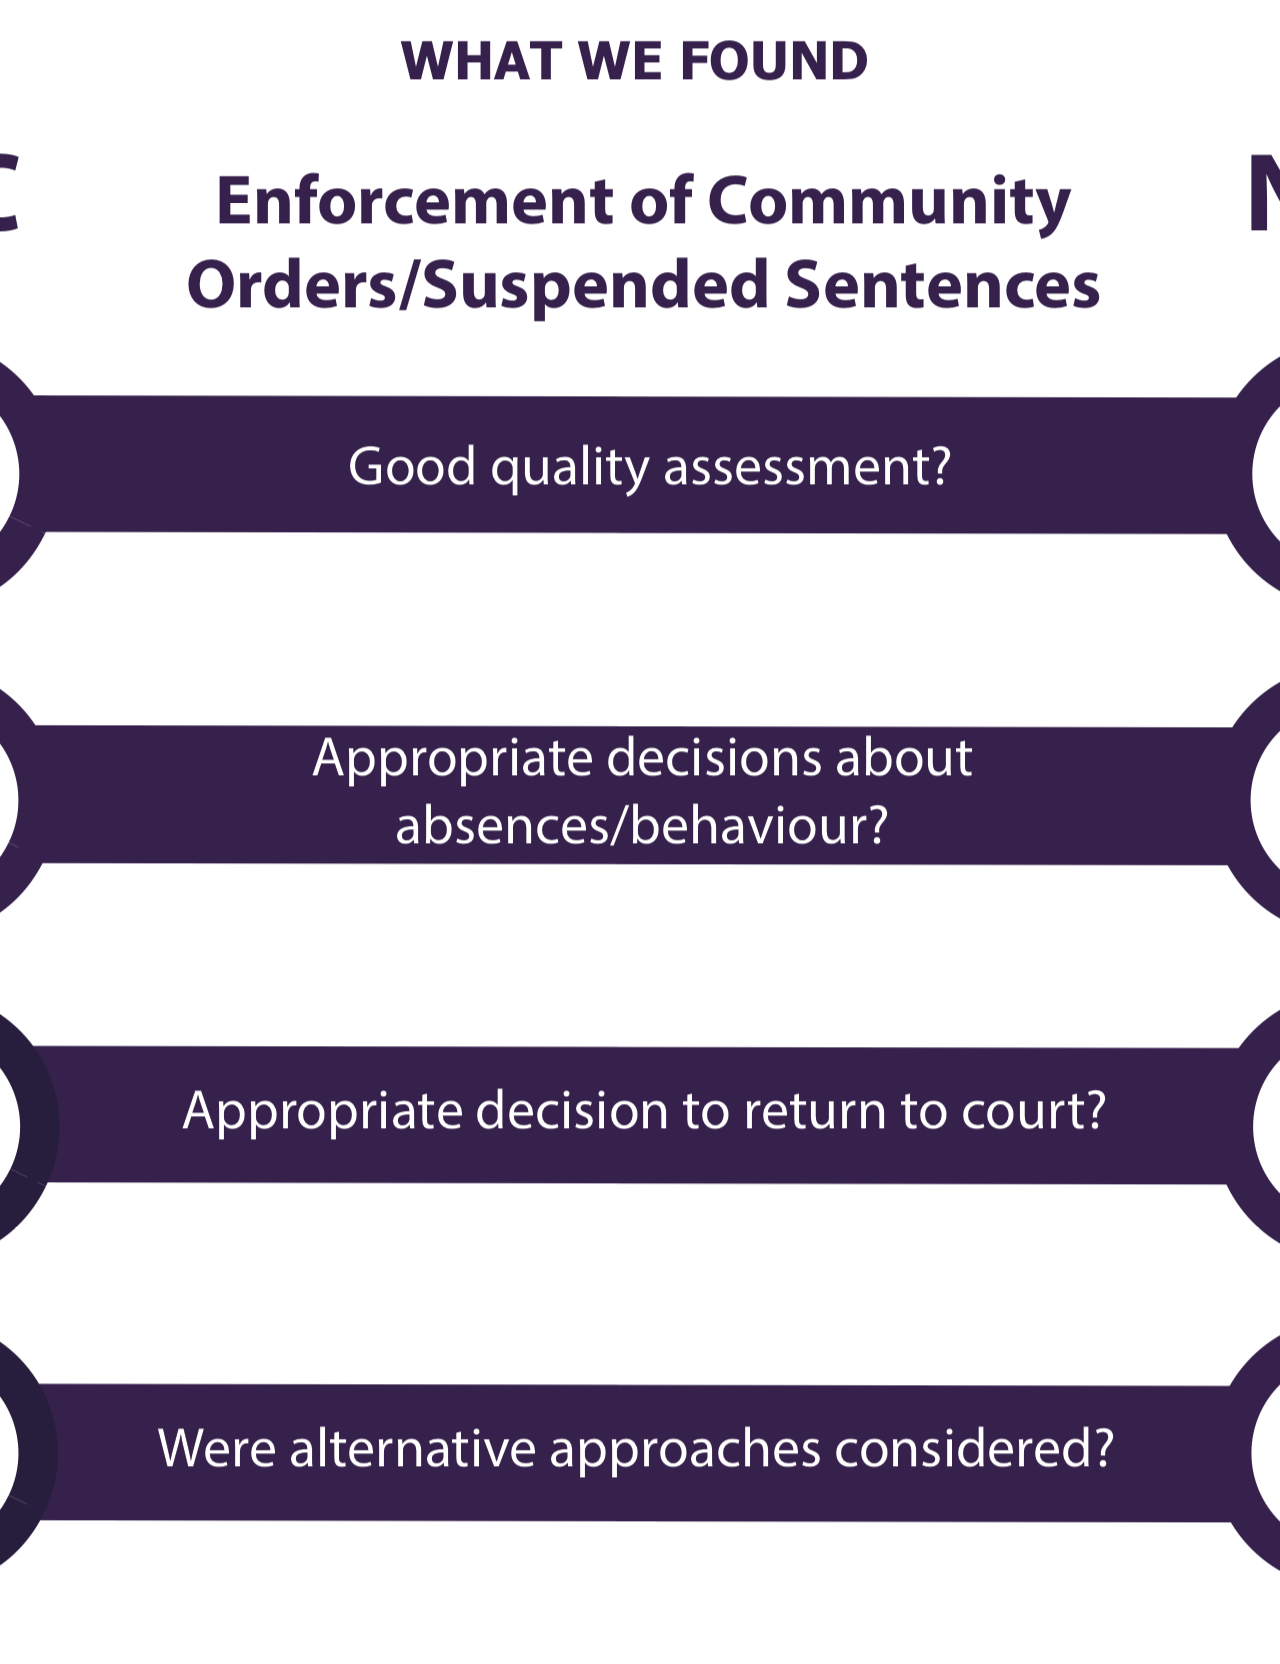 WHAT WE FOUND
Enforcement of Community
Orders/Suspended Sentences
Good quality assessment?
Appropriate decisions about
absences/behaviour?
Appropriate decision to return to court?
Were alternative approaches considered?